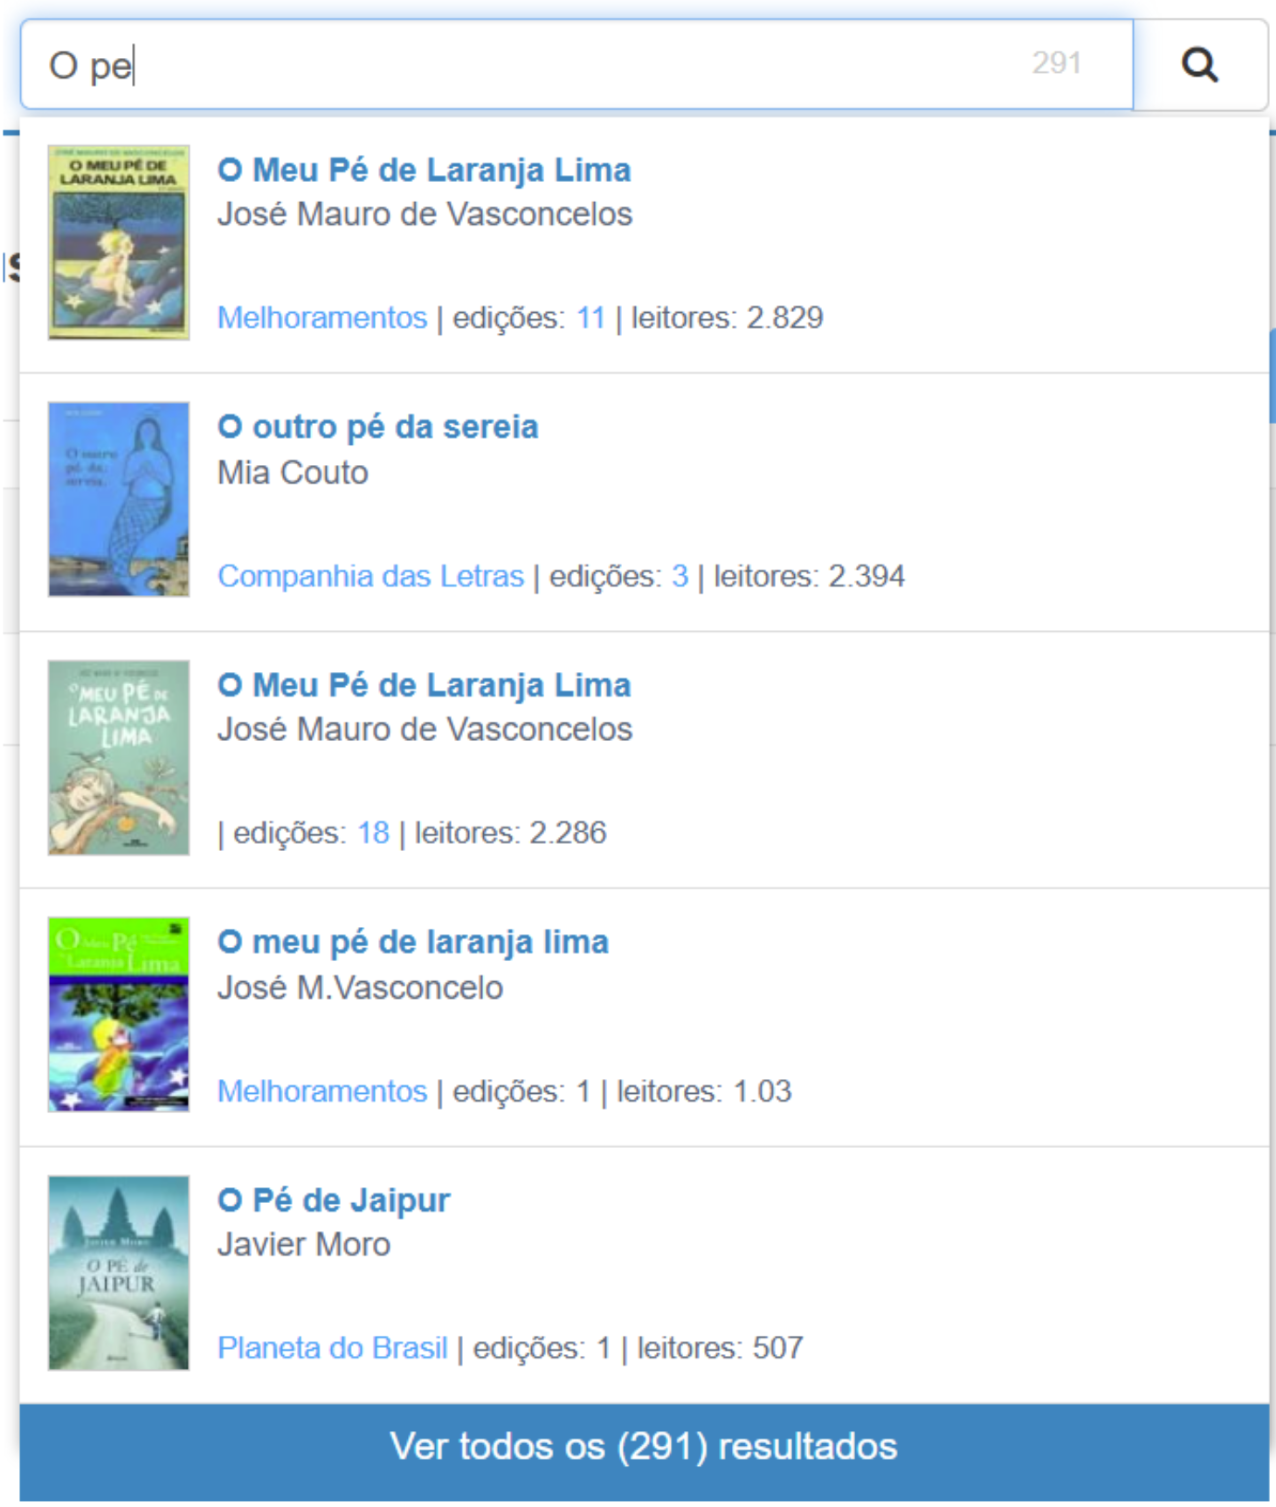 O pe
291
O MEU PÉ DE
LARANJA LIMA
O Meu Pé de Laranja Lima
José Mauro de Vasconcelos
Melhoramentos | edições: 11 | leitores: 2.829
O outro
pé da
sereia
O outro pé da sereia
Mia Couto
Companhia das Letras | edições: 3 | leitores: 2.394
O MEU PÉ DE
LARANJA
LIMA
O Meu Pé de Laranja Lima
José Mauro de Vasconcelos
| edições: 18 | leitores: 2.286
O Meu Pé
Laranja Lima
O meu pé de laranja lima
José M.Vasconcelo
Melhoramentos | edições: 1 | leitores: 1.03
JAVIER MORO
O PÉ de
JAIPUR
O Pé de Jaipur
Javier Moro
Planeta do Brasil | edições: 1 | leitores: 507
Ver todos os (291) resultados